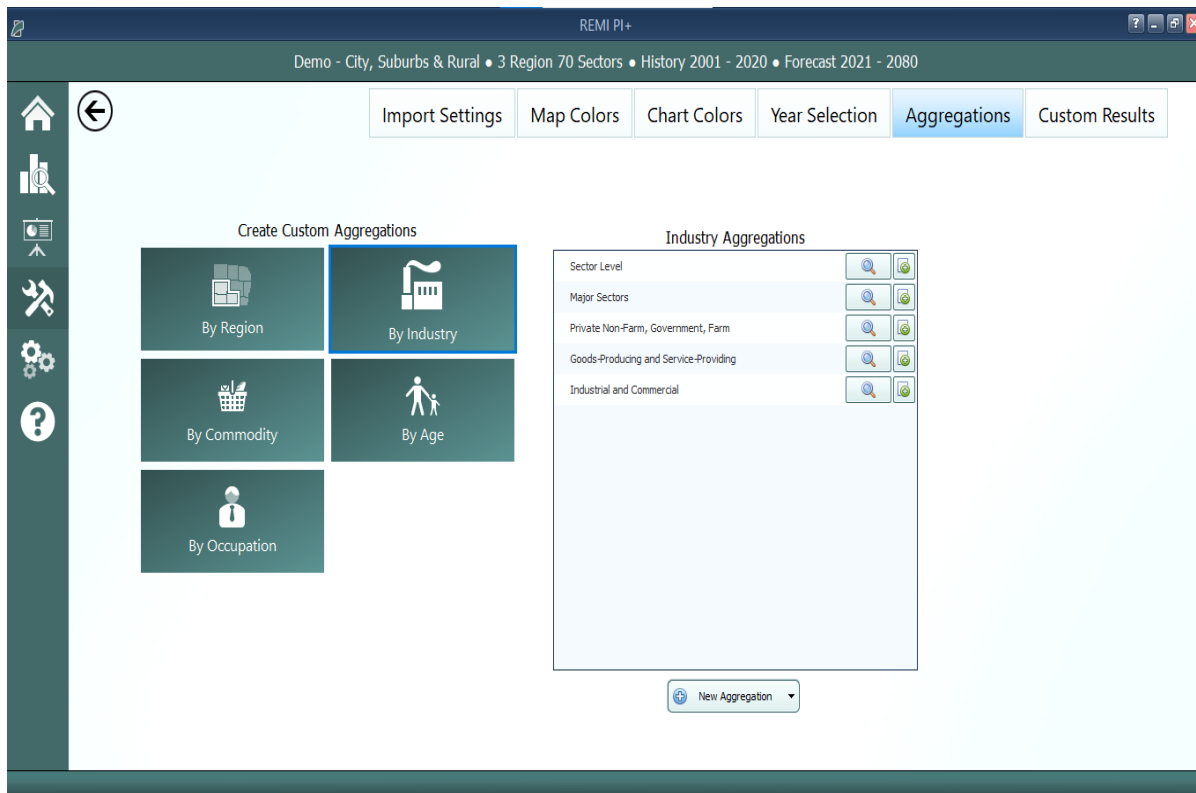 REMI PI+
Demo - City, Suburbs & Rural ● 3 Region 70 Sectors ● History 2001 - 2020 ● Forecast 2021 - 2080
Import Settings
Map Colors
Chart Colors
Year Selection
Aggregations
Custom Results
Create Custom Aggregations
By Region
By Industry
By Commodity
By Age
By Occupation
Industry Aggregations
Sector Level
Major Sectors
Private Non-Farm, Government, Farm
Goods-Producing and Service-Providing
Industrial and Commercial
New Aggregation